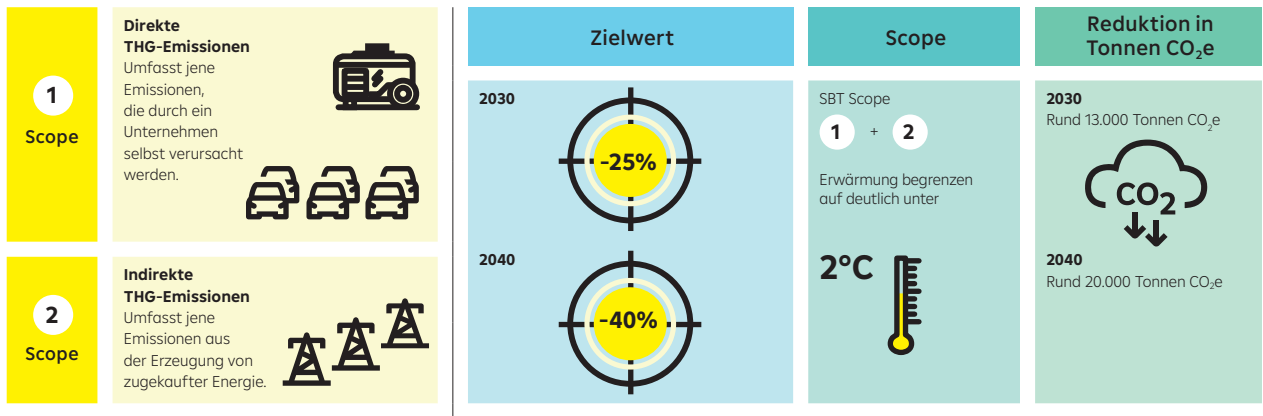 1
Scope
Direkte
THG-Emissionen
Umfasst jene
Emissionen,
die durch ein
Unternehmen
selbst verursacht
werden.
2
Scope
Indirekte
THG-Emissionen
Umfasst jene
Emissionen aus
der Erzeugung von
zugekaufter Energie.
Zielwert
2030
-25%
2040
-40%
Scope
SBT Scope
1 + 2
Erwärmung begrenzen
auf deutlich unter
2°C
Reduktion in
Tonnen CO₂e
2030
Rund 13.000 Tonnen CO₂e
CO₂
2040
Rund 20.000 Tonnen CO₂e